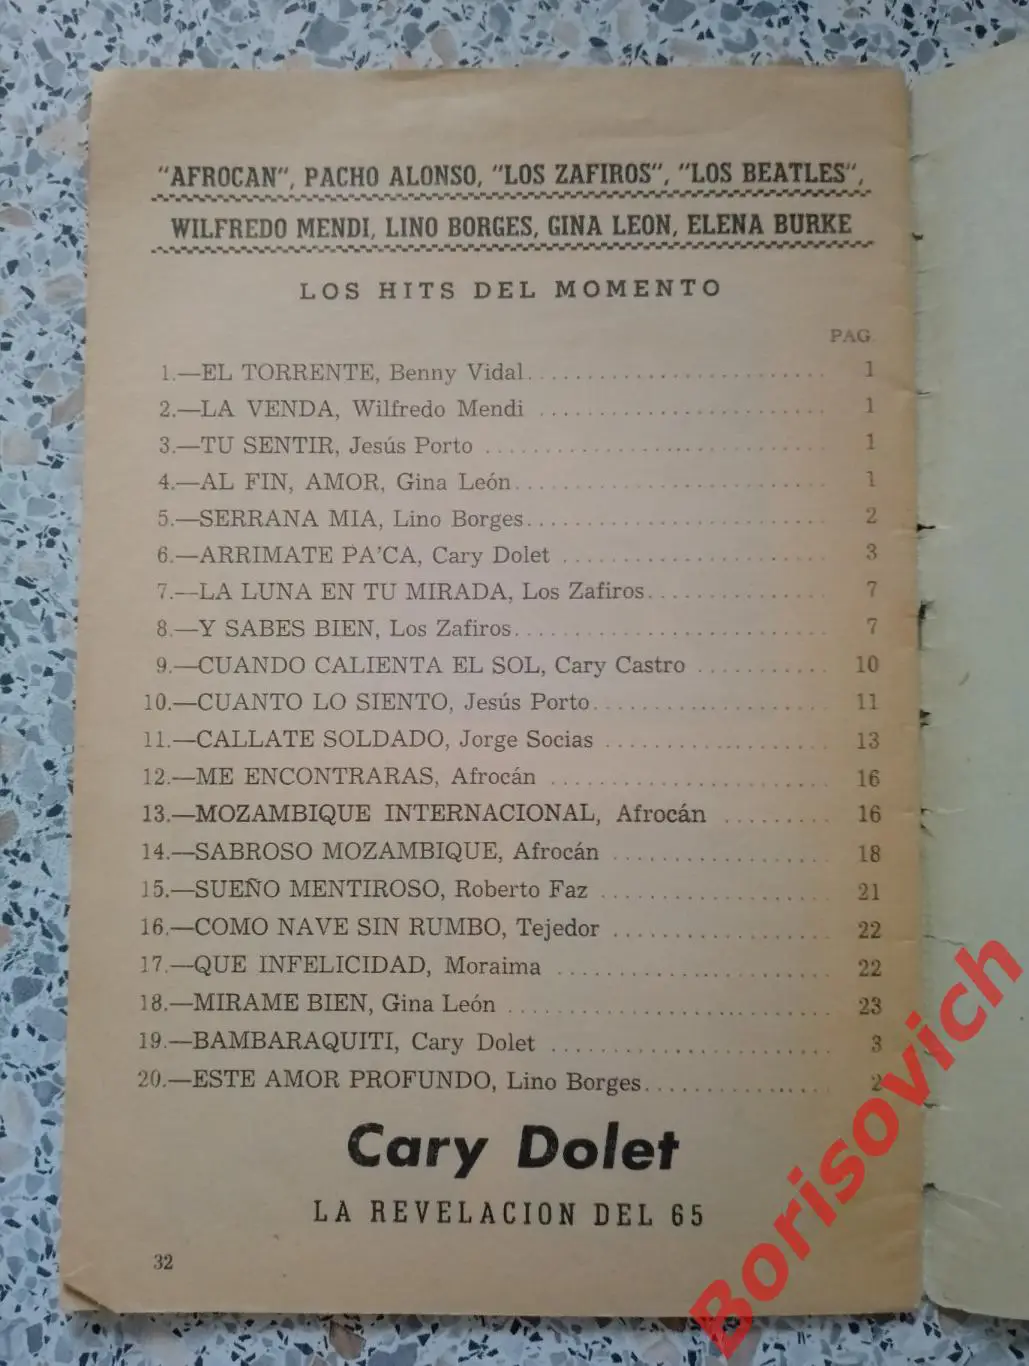 "AFROCAN", PACHO ALONSO, "LOS ZAFIROS", "LOS BEATLES",
WILFREDO MENDI, LINO BORGES, GINA LEON, ELENA BURKE
LOS HITS DEL MOMENTO
PAG.
1.—EL TORRENTE, Benny Vidal 1
2.—LA VENDA, Wilfredo Mendi 1
3.—TU SENTIR, Jesús Porto 1
4.—AL FIN, AMOR, Gina León 1
5.—SERRANA MIA, Lino Borges 2
6.—ARRIMATE PA'CA, Cary Dolet 3
7.—LA LUNA EN TU MIRADA, Los Zafiros 7
8.—Y SABES BIEN, Los Zafiros 7
9.—CUANDO CALIENTA EL SOL, Cary Castro 10
10.—CUANTO LO SIENTO, Jesús Porto 11
11.—CALLATE SOLDADO, Jorge Socias 13
12.—ME ENCONTRARAS, Afrocán 16
13.—MOZAMBIQUE INTERNACIONAL, Afrocán 16
14.—SABROSO MOZAMBIQUE, Afrocán 18
15.—SUEÑO MENTIROSO, Roberto Faz 21
16.—COMO NAVE SIN RUMBO, Tejedor 22
17.—QUE INFELICIDAD, Moraima 22
18.—MIRAME BIEN, Gina León 23
19.—BAMBARAQUITI, Cary Dolet 3
20.—ESTE AMOR PROFUNDO, Lino Borges 2
Cary Dolet
LA REVELACION DEL 65
32
Borisovich